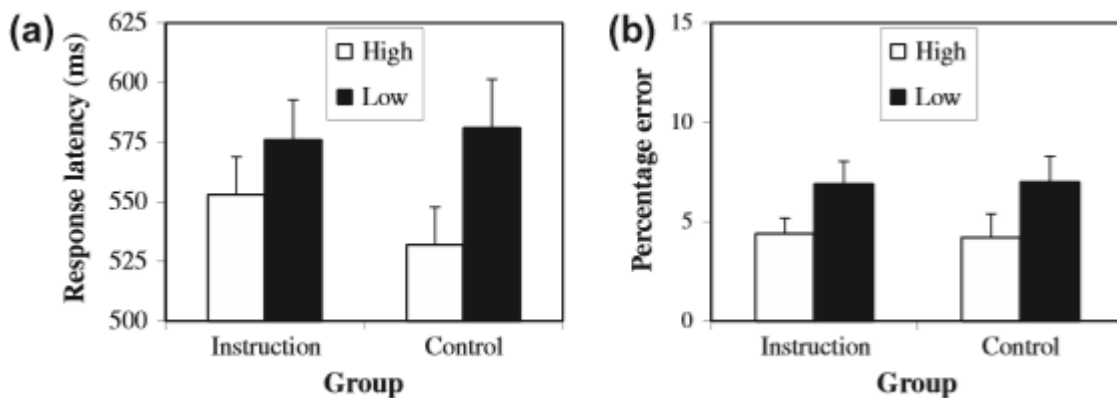 (a)
Response latency (ms)
625
600
575
550
525
500
High
Low
Instruction
Control
Group
(b)
Percentage error
15
10
5
0
High
Low
Instruction
Control
Group